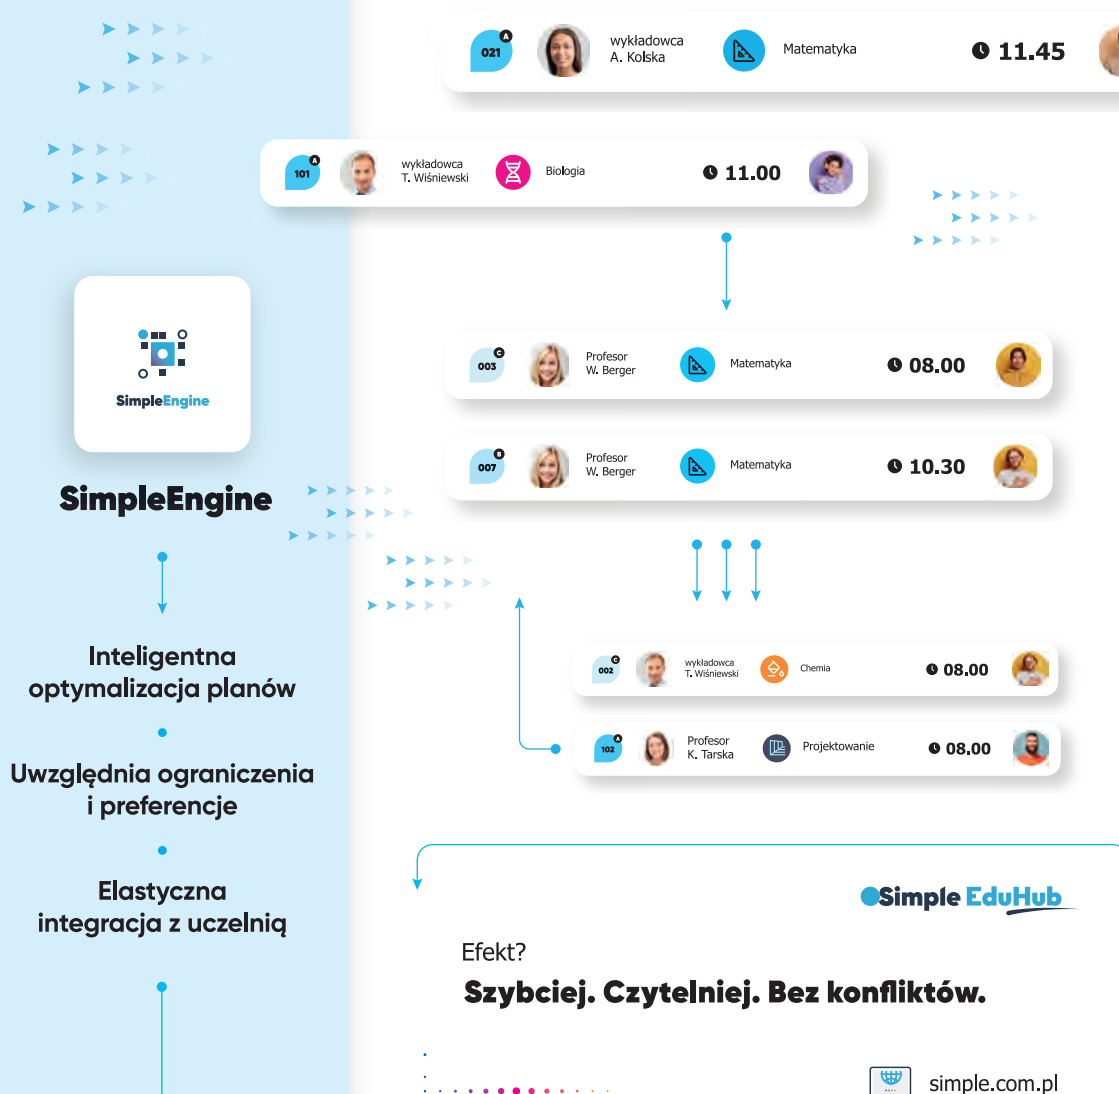 021
A
wykładowca
A. Kolska
Matematyka
11.45
101
A
wykładowca
T. Wiśniewski
Biologia
11.00
SimpleEngine
SimpleEngine
Inteligentna
optymalizacja planów
Uwzględnia ograniczenia
i preferencje
Elastyczna
integracja z uczelnią
003
C
Profesor
W. Berger
Matematyka
08.00
007
B
Profesor
W. Berger
Matematyka
10.30
002
C
wykładowca
T. Wiśniewski
Chemia
08.00
102
A
Profesor
K. Tarska
Projektowanie
08.00
Simple EduHub
Efekt?
Szybciej. Czytelniej. Bez konfliktów.
simple.com.pl